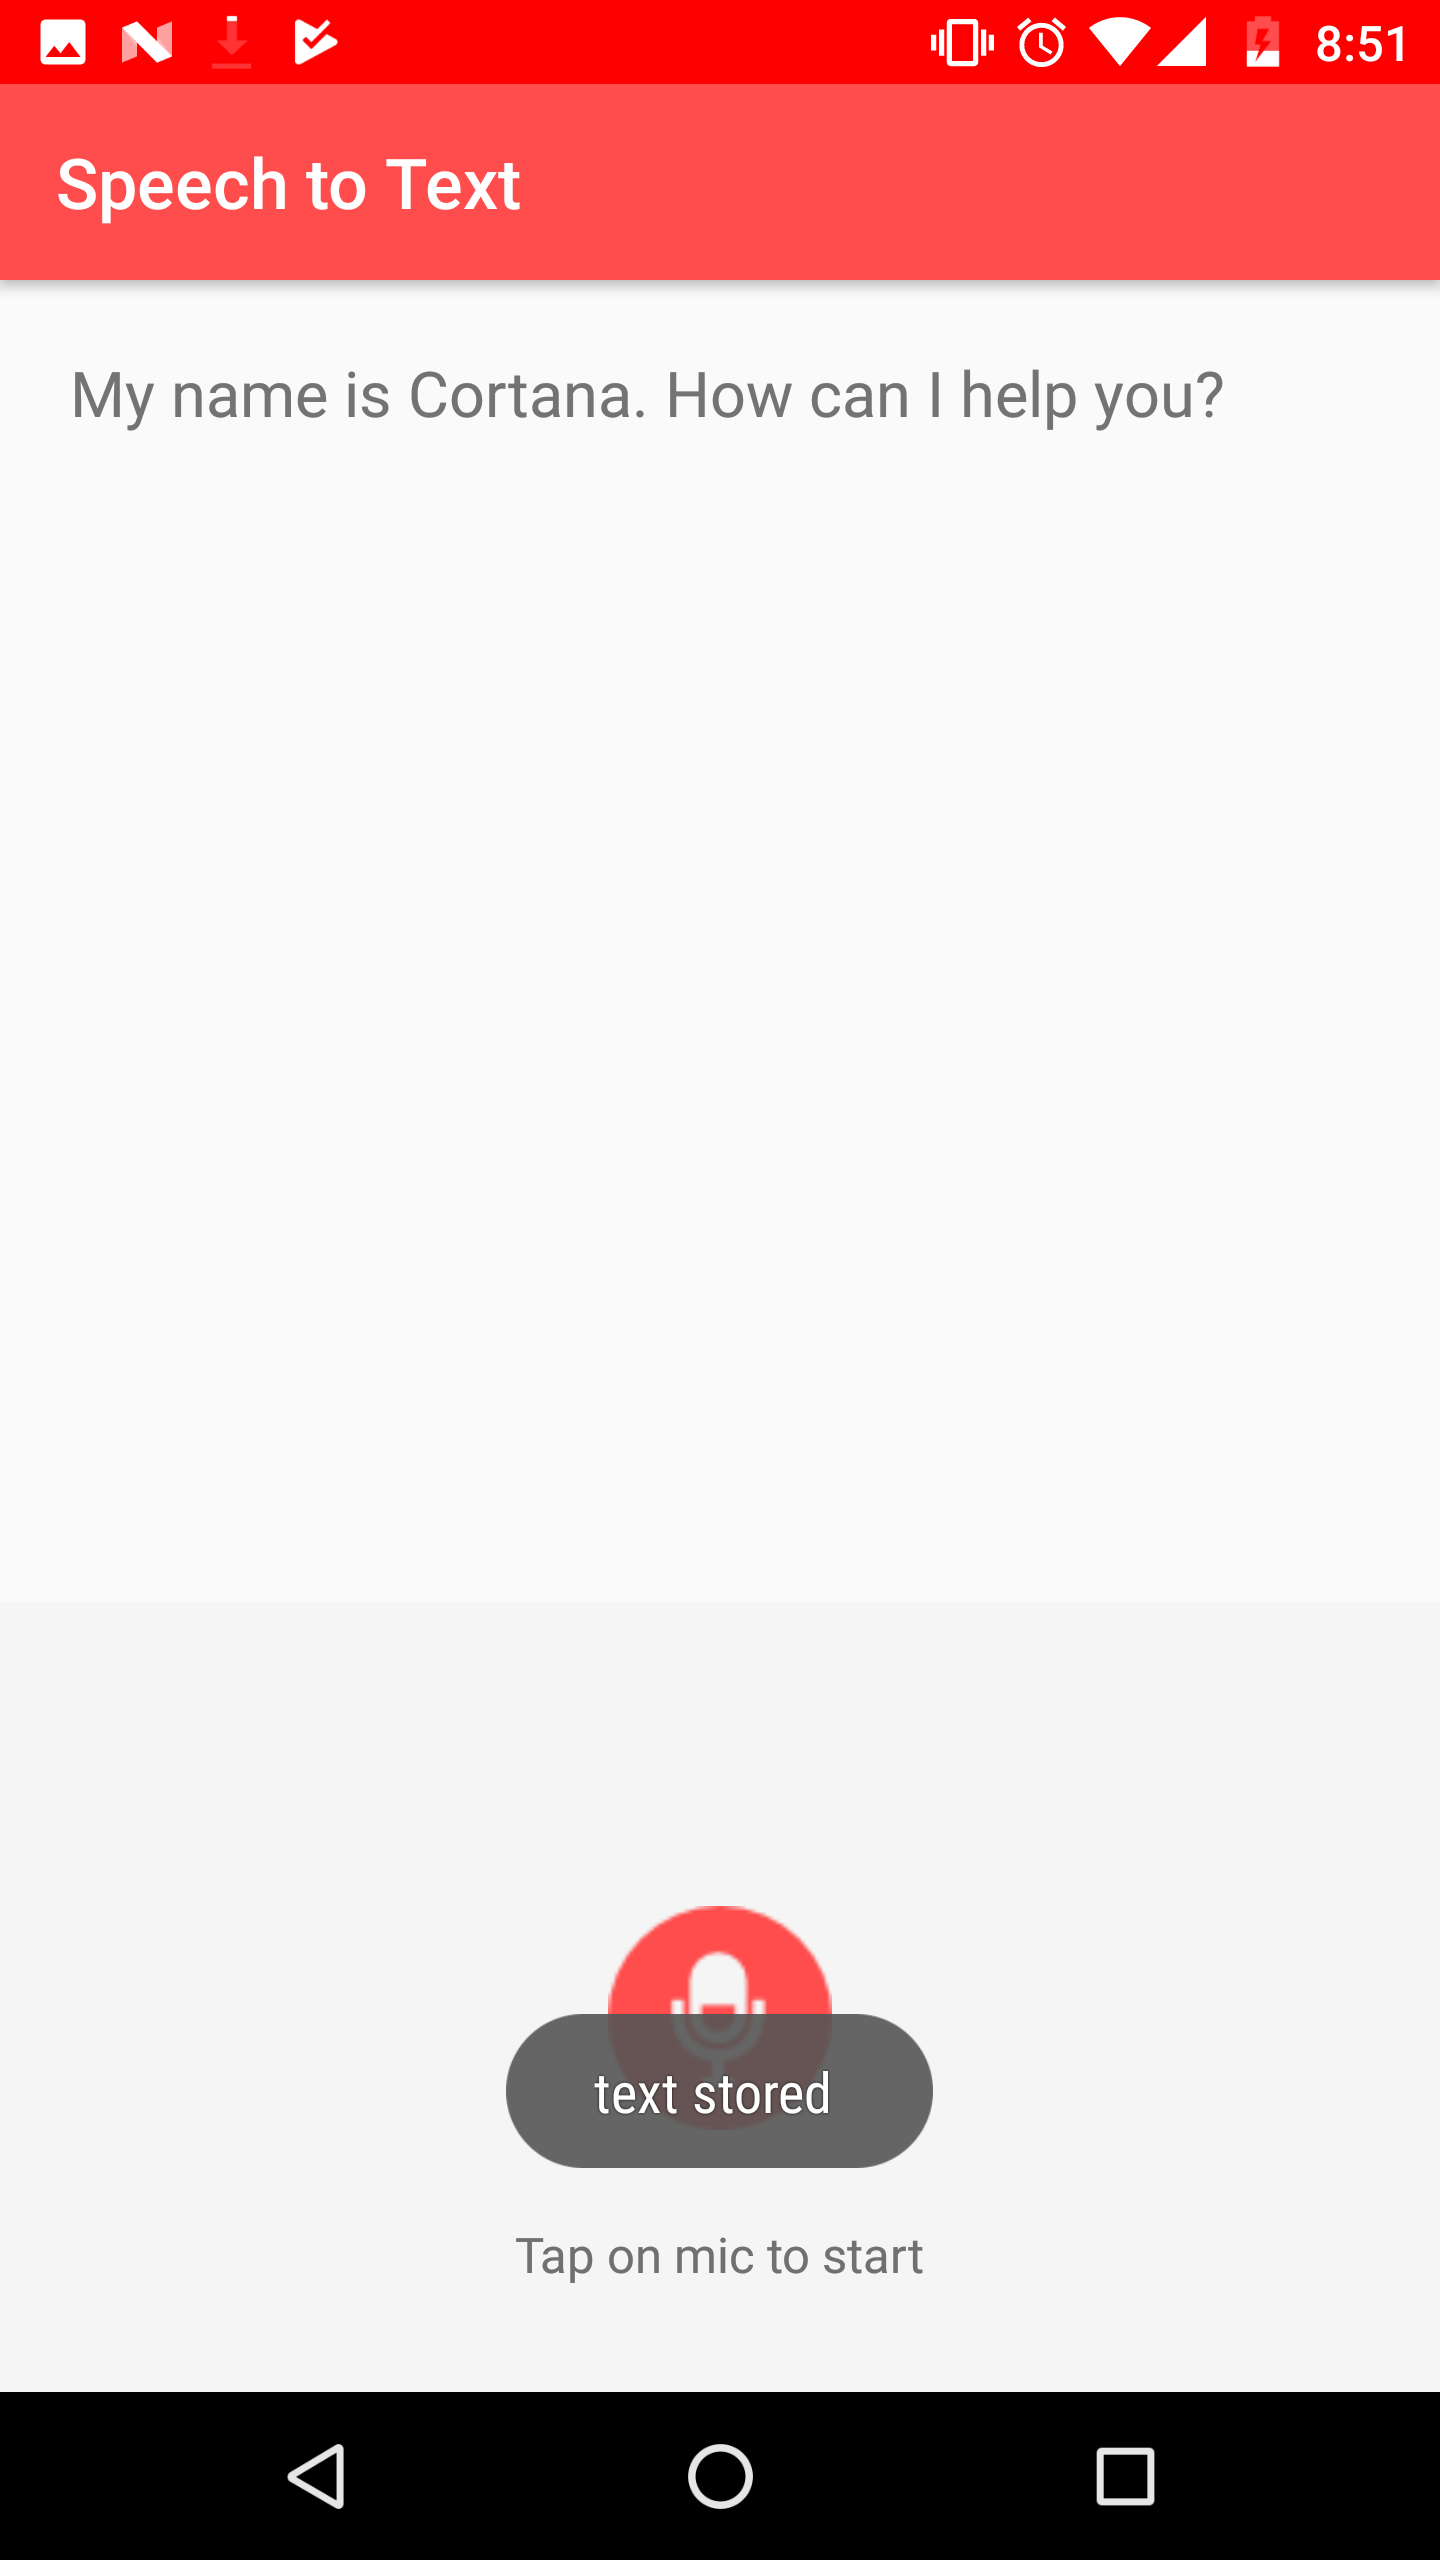 8:51
Speech to Text
My name is Cortana. How can I help you?
text stored
Tap on mic to start